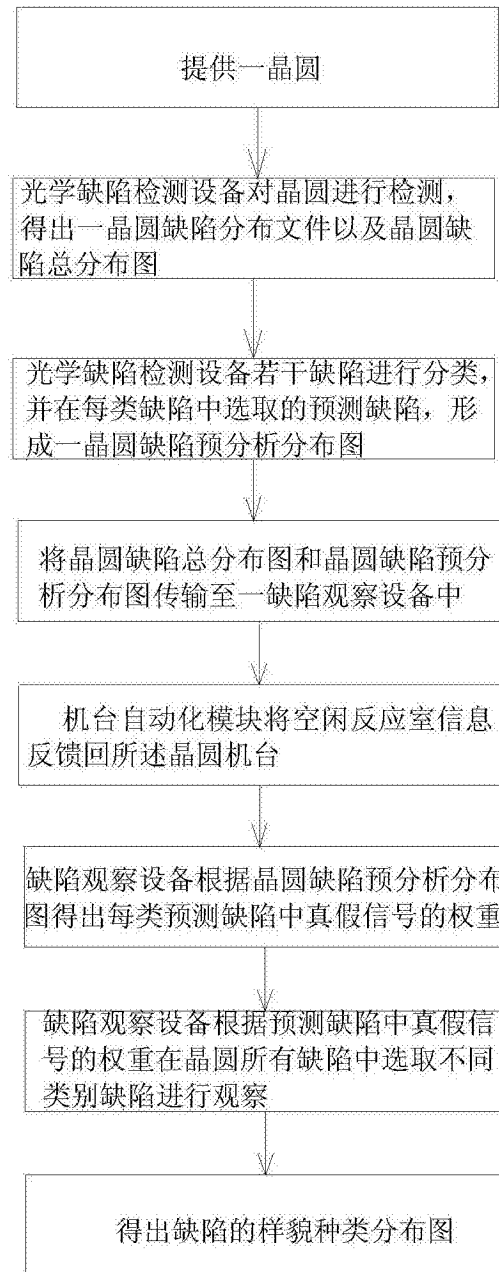 提供一晶圆
光学缺陷检测设备对晶圆进行检测，
得出一晶圆缺陷分布文件以及晶圆缺
陷总分布图
光学缺陷检测设备若干缺陷进行分类，
并在每类缺陷中选取的预测缺陷，形
成一晶圆缺陷预分析分布图
将晶圆缺陷总分布图和晶圆缺陷预分
析分布图传输至一缺陷观察设备中
机台自动化模块将空闲反应室信息
反馈回所述晶圆机台
缺陷观察设备根据晶圆缺陷预分析分布
图得出每类预测缺陷中真假信号的权重
缺陷观察设备根据预测缺陷中真假信
号的权重在晶圆所有缺陷中选取不同
类别缺陷进行观察
得出缺陷的样貌种类分布图